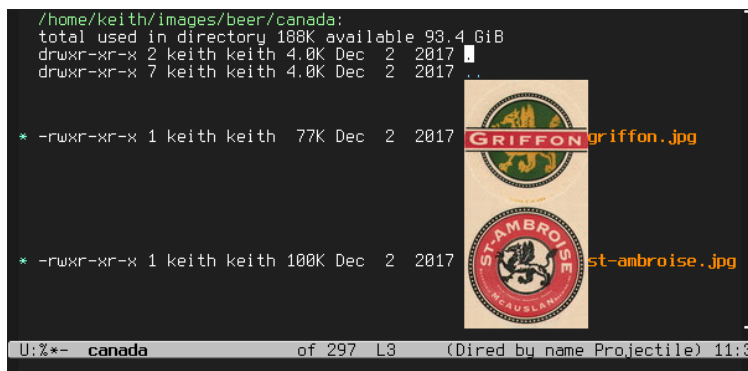 /home/keith/images/beer/canada:
total used in directory 188K available 93.4 GiB
drwxr-xr-x 2 keith keith 4.0K Dec  2  2017 .
drwxr-xr-x 7 keith keith 4.0K Dec  2  2017 ..
* -rwxr-xr-x 1 keith keith  77K Dec  2  2017 GRIFFON griffon.jpg
* -rwxr-xr-x 1 keith keith 100K Dec  2  2017 ST-AMBROISE MCAUSLAN st-ambroise.jpg
U:%*-  canada                 of 297  L3     (Dired by name Projectile) 11:3